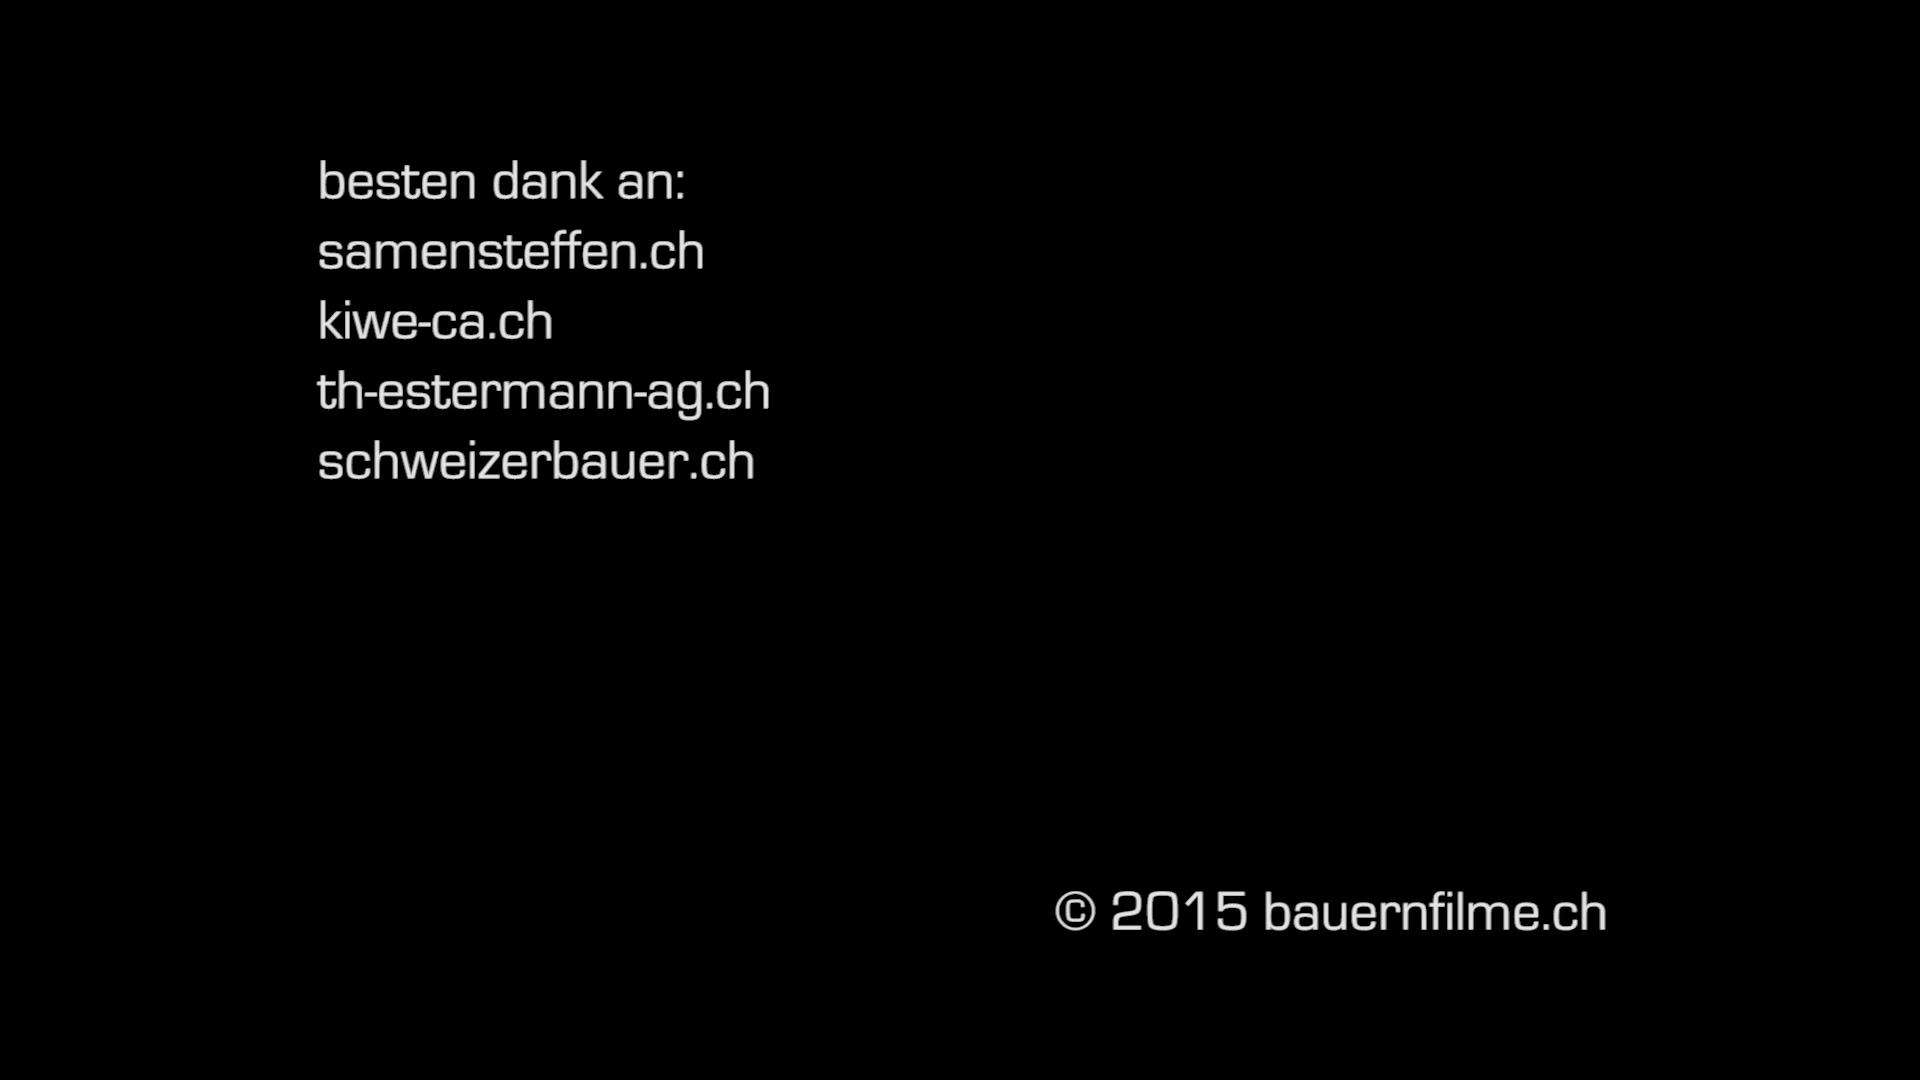 besten dank an:
samensteffen.ch
kiwe-ca.ch
th-estermann-ag.ch
schweizerbauer.ch
© 2015 bauernfilme.ch